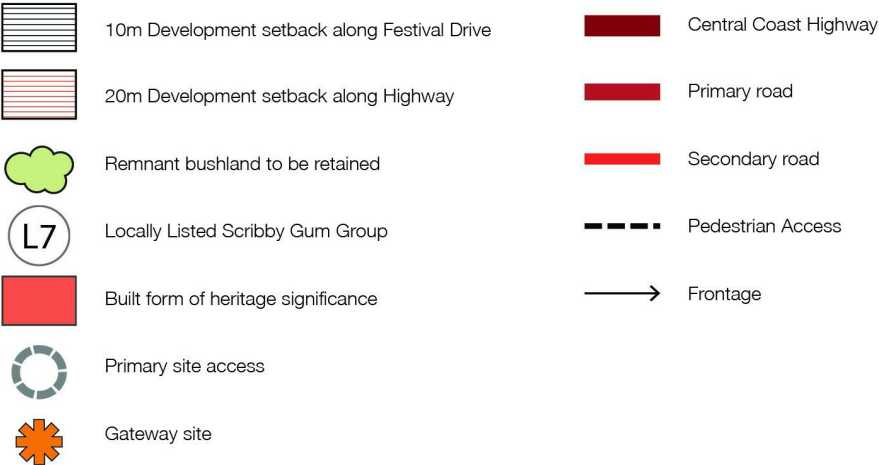 10m Development setback along Festival Drive
20m Development setback along Highway
Remnant bushland to be retained
L7
Locally Listed Scribby Gum Group
Built form of heritage significance
Primary site access
Gateway site
Central Coast Highway
Primary road
Secondary road
Pedestrian Access
Frontage